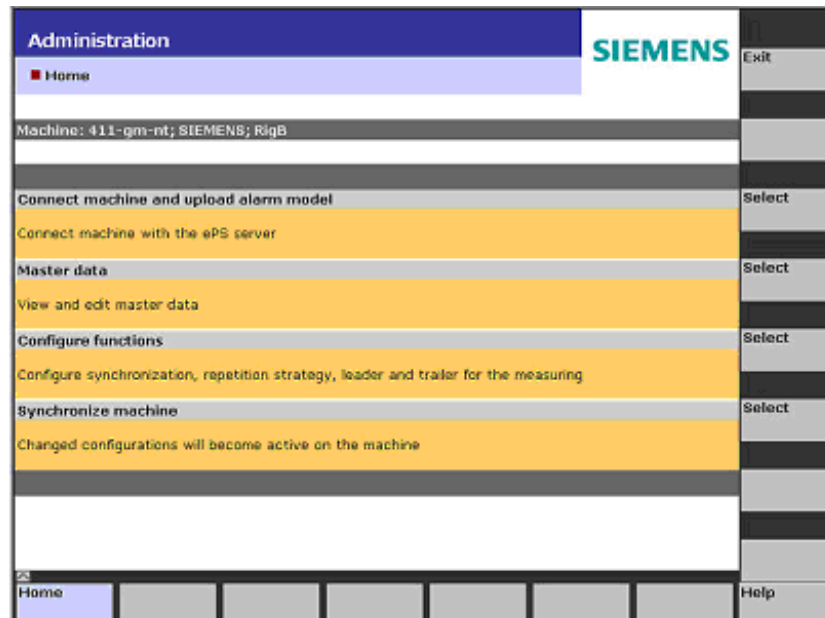 Administration
SIEMENS
Exit
Home
Machine: 411-gm-nt; SIEMENS; RigB
Connect machine and upload alarm model
Select
Connect machine with the ePS server
Master data
Select
View and edit master data
Configure functions
Select
Configure synchronization, repetition strategy, leader and trailer for the measuring
Synchronize machine
Select
Changed configurations will become active on the machine
Home
Help